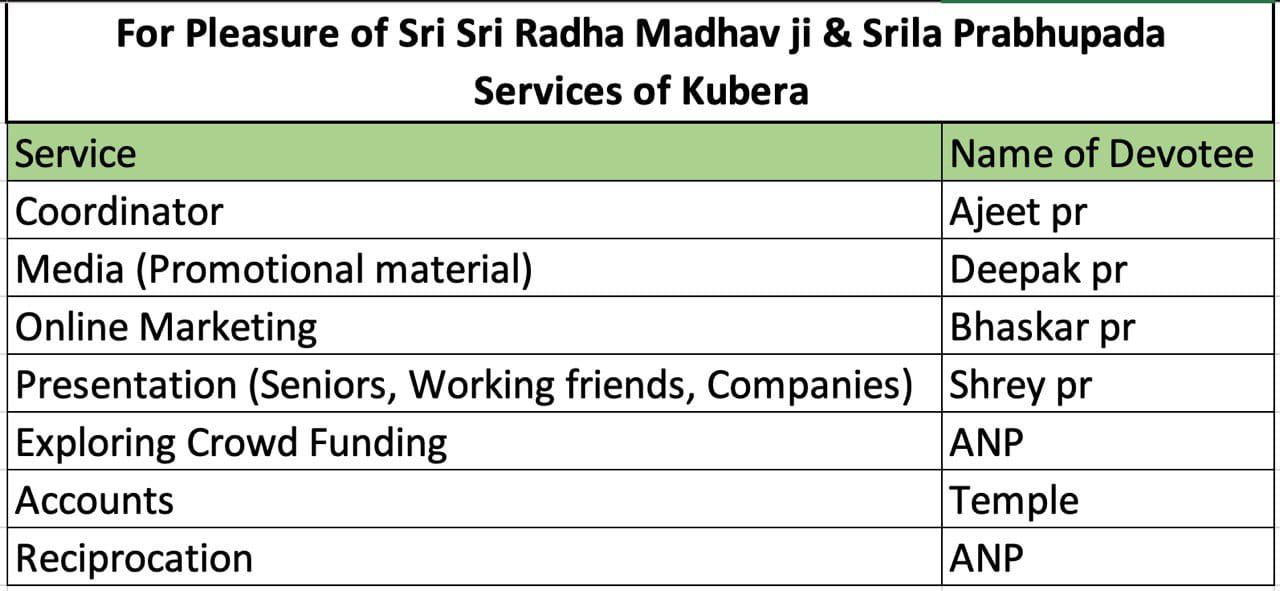 For Pleasure of Sri Sri Radha Madhav ji & Srila Prabhupada
Services of Kubera
Service Name of Devotee
Coordinator Ajeet pr
Media (Promotional material) Deepak pr
Online Marketing Bhaskar pr
Presentation (Seniors, Working friends, Companies) Shrey pr
Exploring Crowd Funding ANP
Accounts Temple
Reciprocation ANP